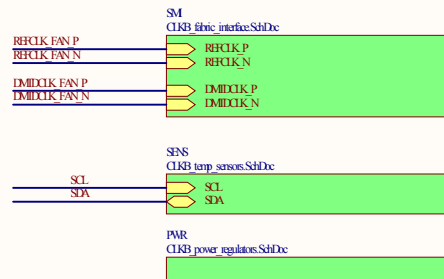 SMI
CLKB_fabric_interface.SchDoc
REFCLK_FAN_P
REFCLK_P
REFCLK_FAN_N
REFCLK_N
DMIDCLK_FAN_P
DMIDCLK_P
DMIDCLK_FAN_N
DMIDCLK_N
SENS
CLKB_temp_sensors.SchDoc
SCL
SCL
SDA
SDA
PWR
CLKB_power_regulators.SchDoc